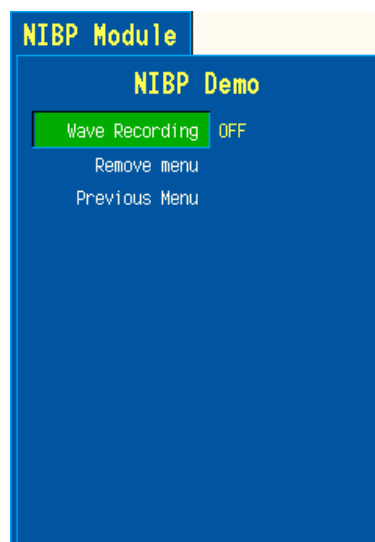 NIBP Module
NIBP Demo
Wave Recording OFF
Remove menu
Previous Menu